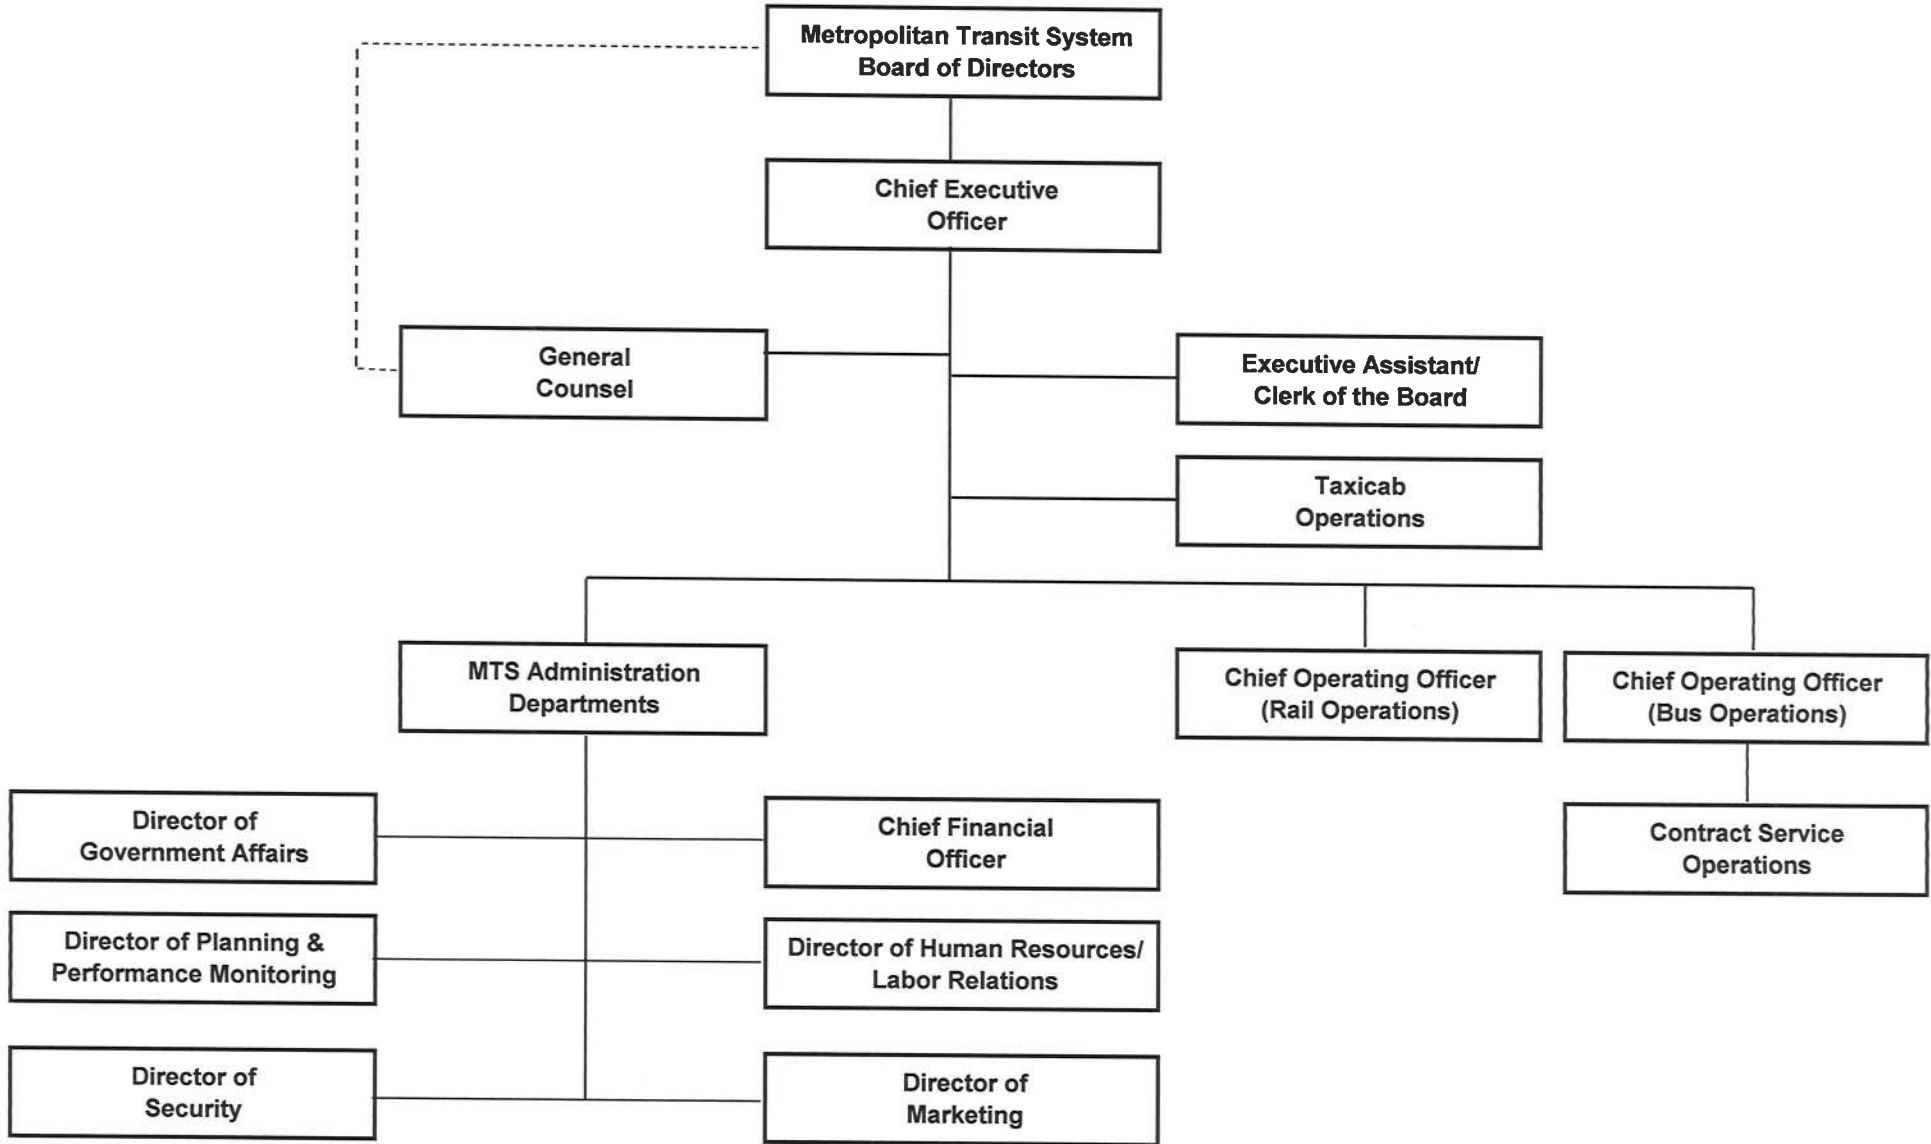 Metropolitan Transit System
Board of Directors
Chief Executive
Officer
General
Counsel
Executive Assistant/
Clerk of the Board
Taxicab
Operations
MTS Administration
Departments
Chief Operating Officer
(Rail Operations)
Chief Operating Officer
(Bus Operations)
Director of
Government Affairs
Chief Financial
Officer
Contract Service
Operations
Director of Planning &
Performance Monitoring
Director of Human Resources/
Labor Relations
Director of
Security
Director of
Marketing